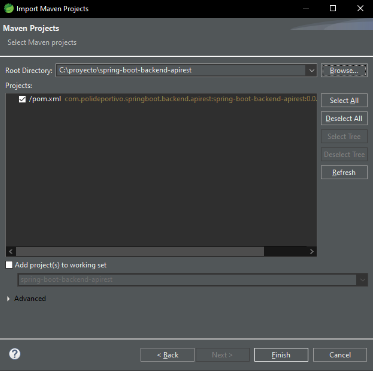 Import Maven Projects
Maven Projects
Select Maven projects
Root Directory: C:\proyecto\spring-boot-backend-apirest Browse...
Projects:
/pom.xml com.polideportivo.springboot.backend.apirest:spring-boot-backend-apirest:0.0.
Select All
Deselect All
Select Tree
Deselect Tree
Refresh
Add project(s) to working set
spring-boot-backend-apirest
Advanced
< Back Next > Finish Cancel